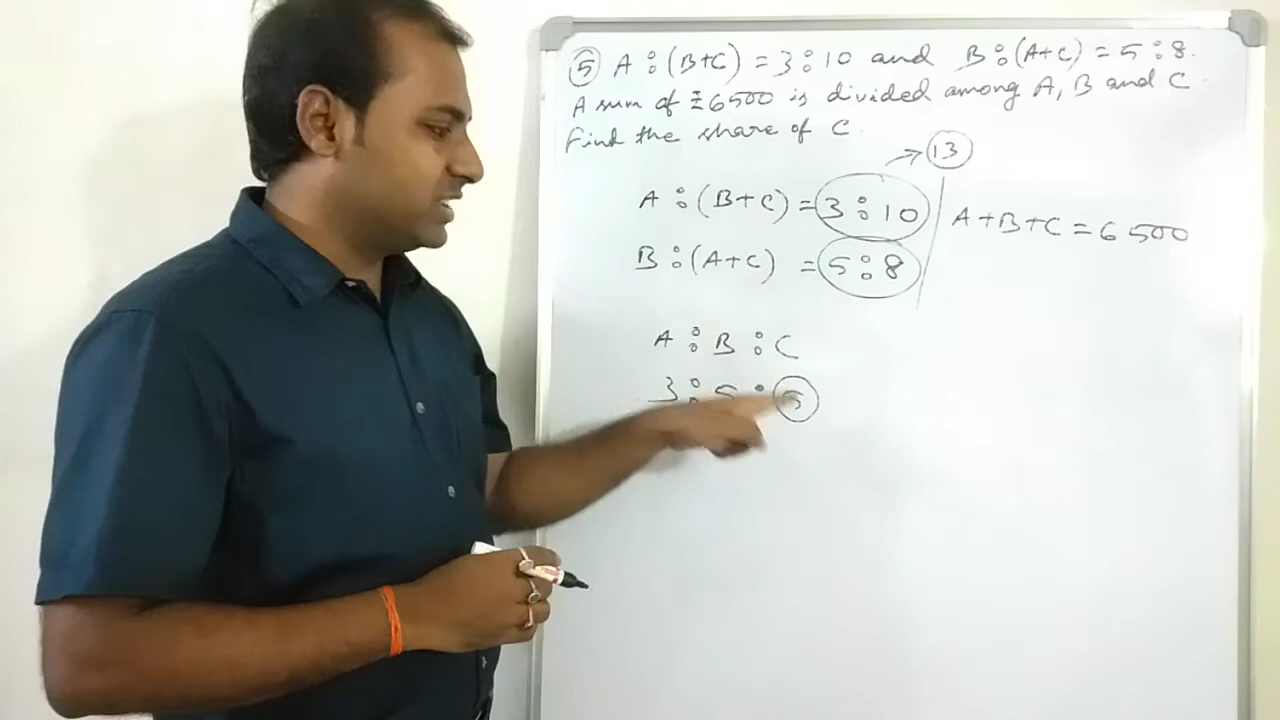 ⑤ A : (B+C) = 3 : 10 and B : (A+C) = 5 : 8.
A sum of ₹6500 is divided among A, B and C
Find the share of C.
→ 13
A : (B+C) = 3 : 10
A+B+C = 6500
B : (A+C) = 5 : 8
A : B : C
3 : 5 : 5